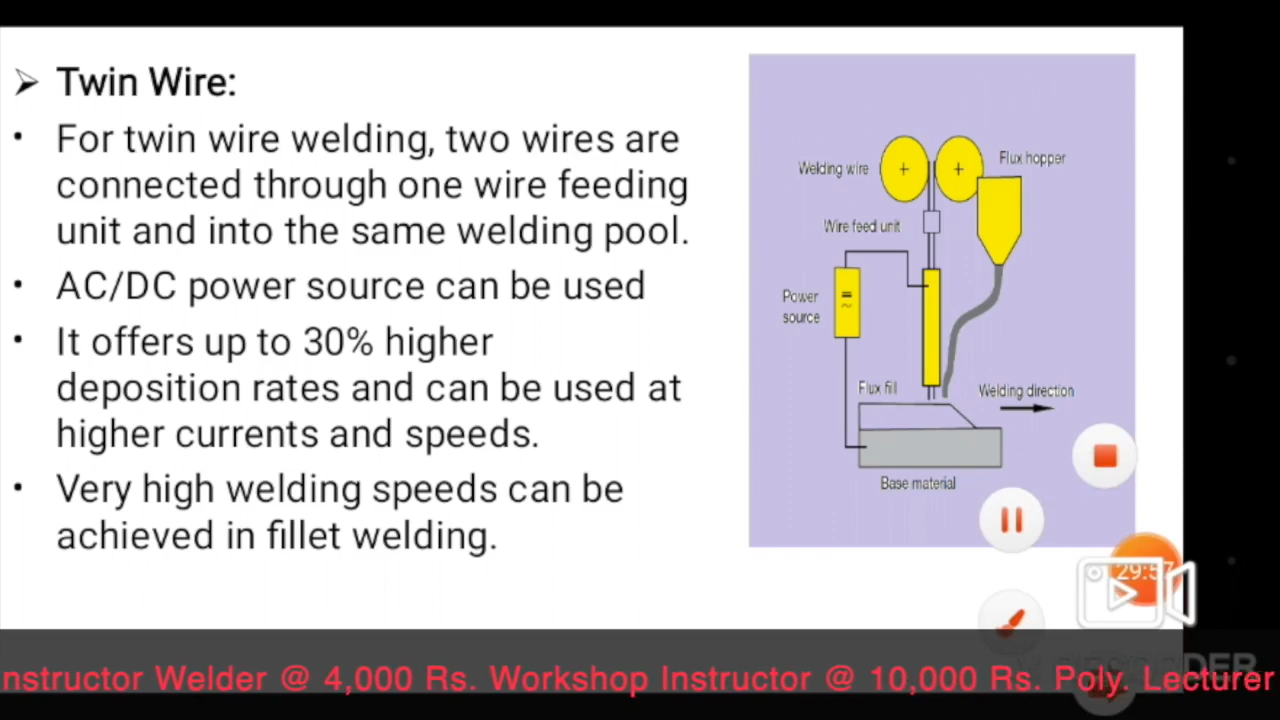 ➢ Twin Wire:
• For twin wire welding, two wires are
connected through one wire feeding
unit and into the same welding pool.
• AC/DC power source can be used
• It offers up to 30% higher
deposition rates and can be used at
higher currents and speeds.
• Very high welding speeds can be
achieved in fillet welding.
Flux hopper
Welding wire
Wire feed unit
Power
source
Flux fill
Welding direction
Base material
29:57
nstructor Welder @ 4,000 Rs. Workshop Instructor @ 10,000 Rs. Poly. Lecturer